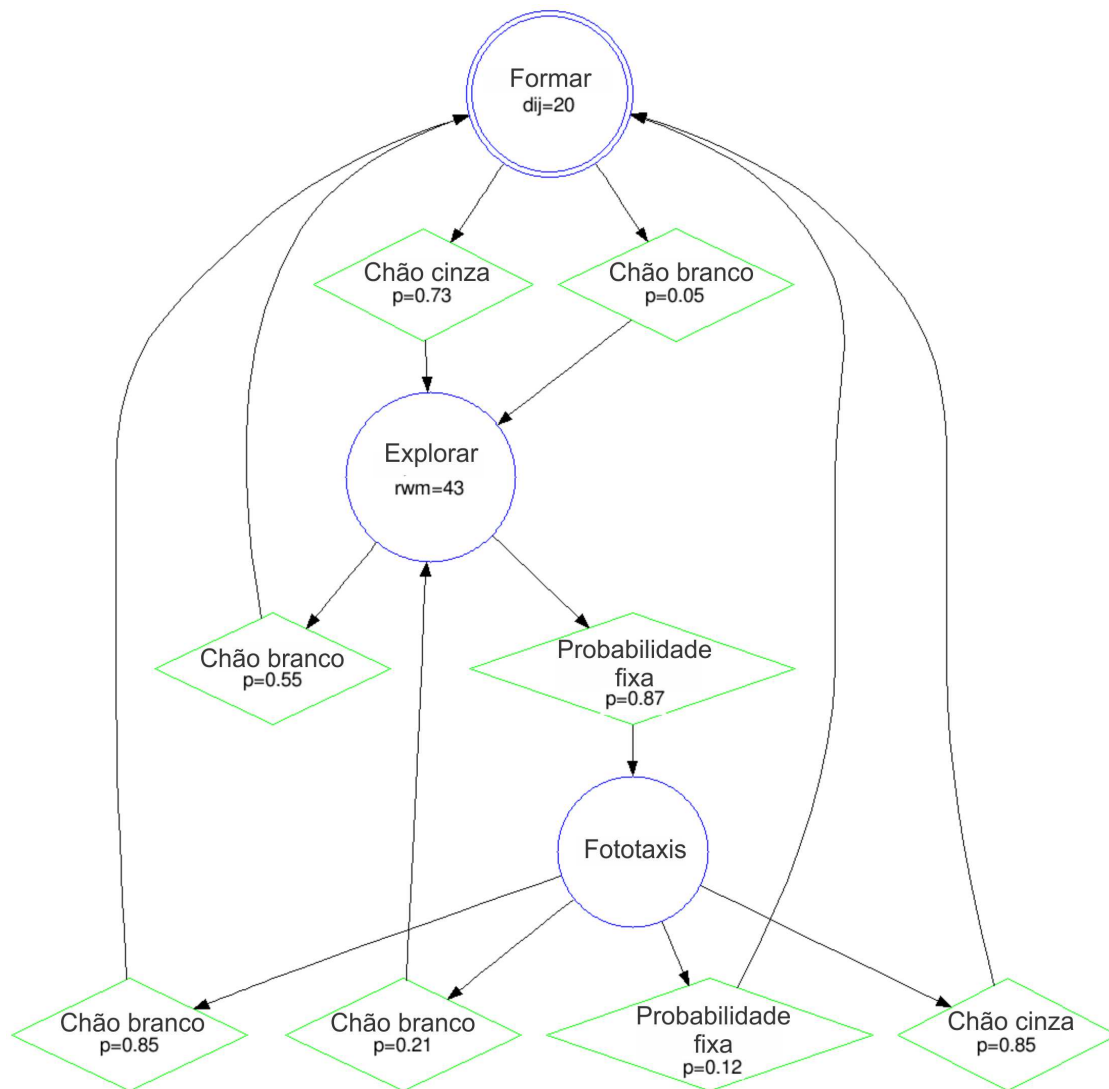 Formar
dij=20
Chão cinza
p=0.73
Chão branco
p=0.05
Explorar
rwm=43
Chão branco
p=0.55
Probabilidade
fixa
p=0.87
Fototaxis
Chão branco
p=0.85
Chão branco
p=0.21
Probabilidade
fixa
p=0.12
Chão cinza
p=0.85